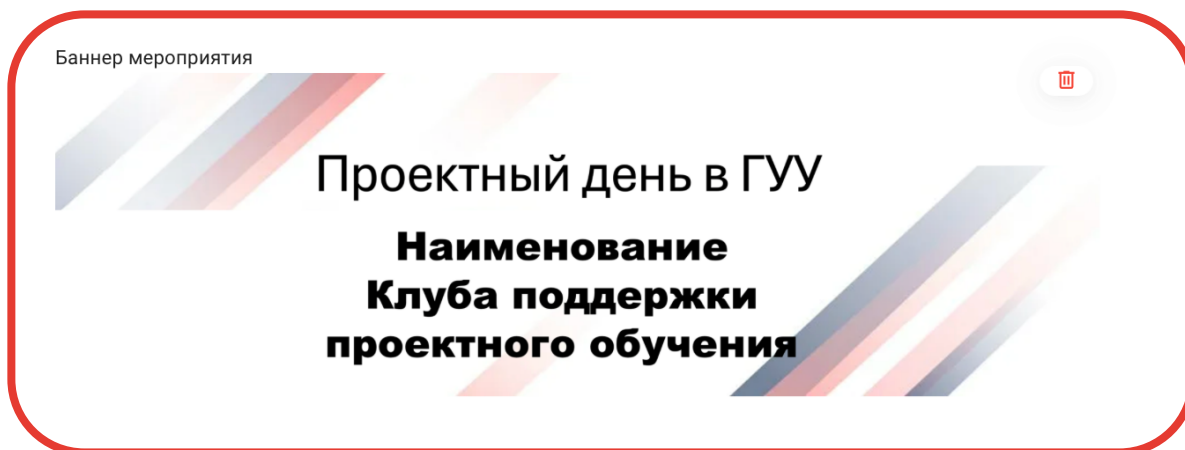 Баннер мероприятия
Проектный день в ГУУ
Наименование
Клуба поддержки
проектного обучения